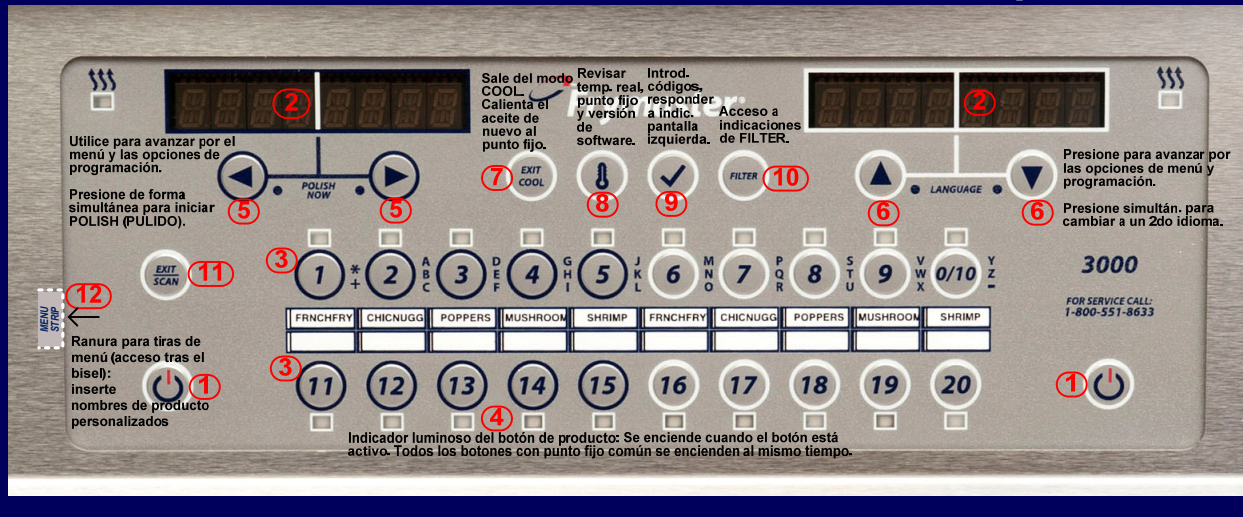 Sale del modo
COOL.
Calienta el
aceite de
nuevo al
punto fijo.
Revisar
temp. real,
punto fijo
y versión
de
software.
Introd.
códigos,
responder
a indic.
pantalla
izquierda.
Frymaster
Acceso a
indicaciones
de FILTER.
2
2
Utilice para avanzar por el
menú y las opciones de
programación.
Presione de forma
simultánea para iniciar
POLISH (PULIDO).
POLISH
NOW
5
5
7
EXIT
COOL
8
9
FILTER
10
LANGUAGE
6
6
Presione para avanzar por
las opciones de menú y
programación.
Presione simultán. para
cambiar a un 2do idioma.
EXIT
SCAN
11
3
1 * +
2 A B C
3 D E F
4 G H I
5 J K L
6 M N O
7 P Q R
8 S T U
9 V W X
0/10 Y Z -
3000
FOR SERVICE CALL:
1-800-551-8633
12
MENU
STRIP
FRNCHFRY CHICNUGG POPPERS MUSHROOM SHRIMP FRNCHFRY CHICNUGG POPPERS MUSHROOM SHRIMP
Ranura para tiras de
menú (acceso tras el
bisel):
inserte
nombres de producto
personalizados
1
3
11 12 13 14 15 16 17 18 19 20
1
4
Indicador luminoso del botón de producto: Se enciende cuando el botón está
activo. Todos los botones con punto fijo común se encienden al mismo tiempo.